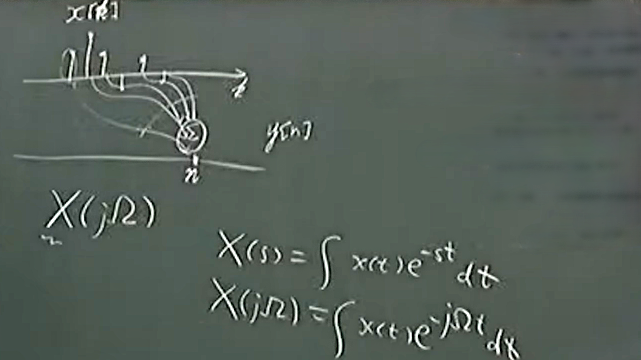 x[k]
k
Σ
y[n]
n
X(jΩ)
X(s) = ∫ x(t) e^{-st} dt
X(jΩ) = ∫ x(t) e^{-jΩt} dt